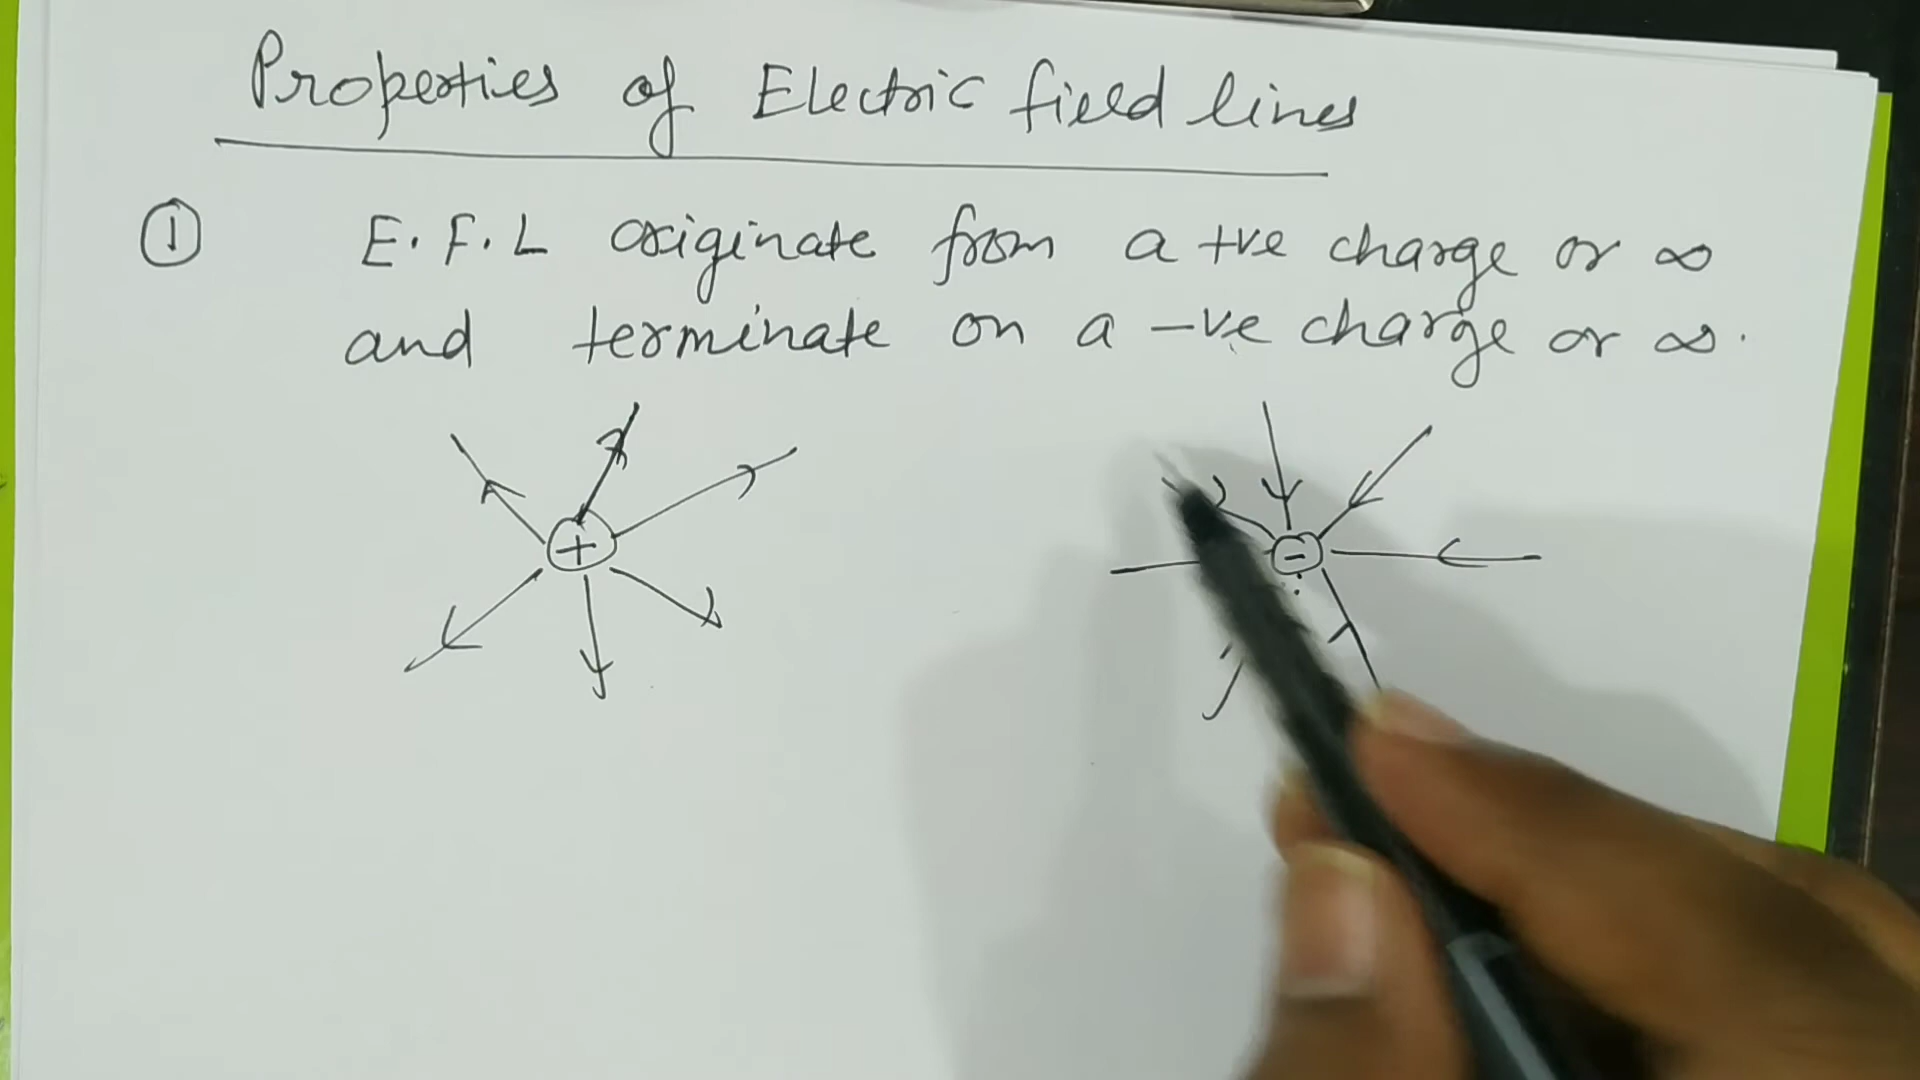 Properties of Electric field lines
① E.F.L originate from a +ve charge or ∞
and terminate on a -ve charge or ∞.
+
-